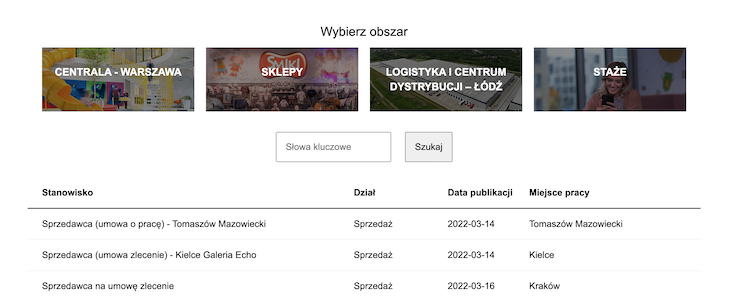 Wybierz obszar
CENTRALA - WARSZAWA
SMYK
SKLEPY
LOGISTYKA I CENTRUM
DYSTRYBUCJI – ŁÓDŹ
STAŻE
Słowa kluczowe Szukaj
Stanowisko Dział Data publikacji Miejsce pracy
Sprzedawca (umowa o pracę) - Tomaszów Mazowiecki Sprzedaż 2022-03-14 Tomaszów Mazowiecki
Sprzedawca (umowa zlecenie) - Kielce Galeria Echo Sprzedaż 2022-03-14 Kielce
Sprzedawca na umowę zlecenie Sprzedaż 2022-03-16 Kraków